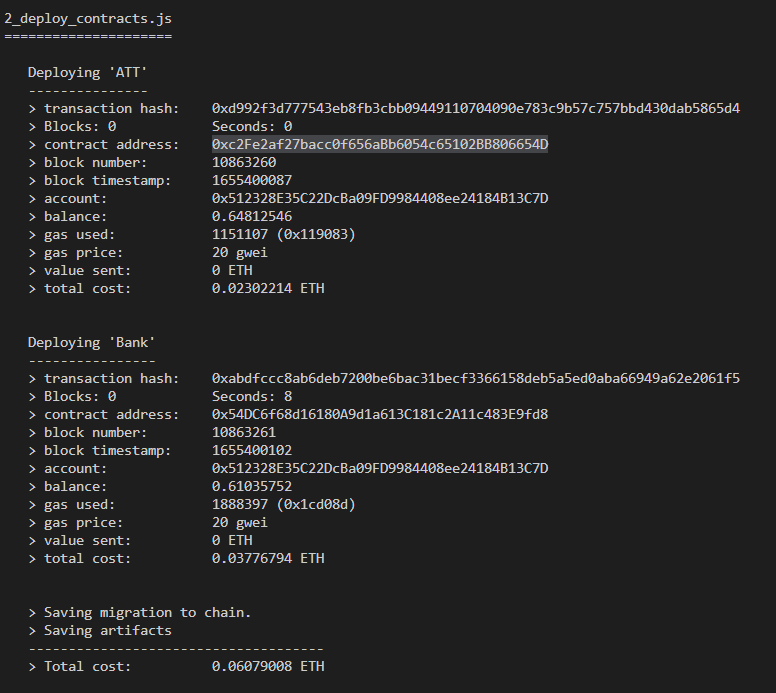 2_deploy_contracts.js
=====================
Deploying 'ATT'
---------------
> transaction hash: 0xd992f3d777543eb8fb3cbb09449110704090e783c9b57c757bbd430dab5865d4
> Blocks: 0 Seconds: 0
> contract address: 0xc2Fe2af27bacc0f656aBb6054c65102BB806654D
> block number: 10863260
> block timestamp: 1655400087
> account: 0x512328E35C22DcBa09FD9984408ee24184B13C7D
> balance: 0.64812546
> gas used: 1151107 (0x119083)
> gas price: 20 gwei
> value sent: 0 ETH
> total cost: 0.02302214 ETH
Deploying 'Bank'
----------------
> transaction hash: 0xabdfccc8ab6deb7200be6bac31becf3366158deb5a5ed0aba66949a62e2061f5
> Blocks: 0 Seconds: 8
> contract address: 0x54DC6f68d16180A9d1a613C181c2A11c483E9fd8
> block number: 10863261
> block timestamp: 1655400102
> account: 0x512328E35C22DcBa09FD9984408ee24184B13C7D
> balance: 0.61035752
> gas used: 1888397 (0x1cd08d)
> gas price: 20 gwei
> value sent: 0 ETH
> total cost: 0.03776794 ETH
> Saving migration to chain.
> Saving artifacts
-------------------------------------
> Total cost: 0.06079008 ETH